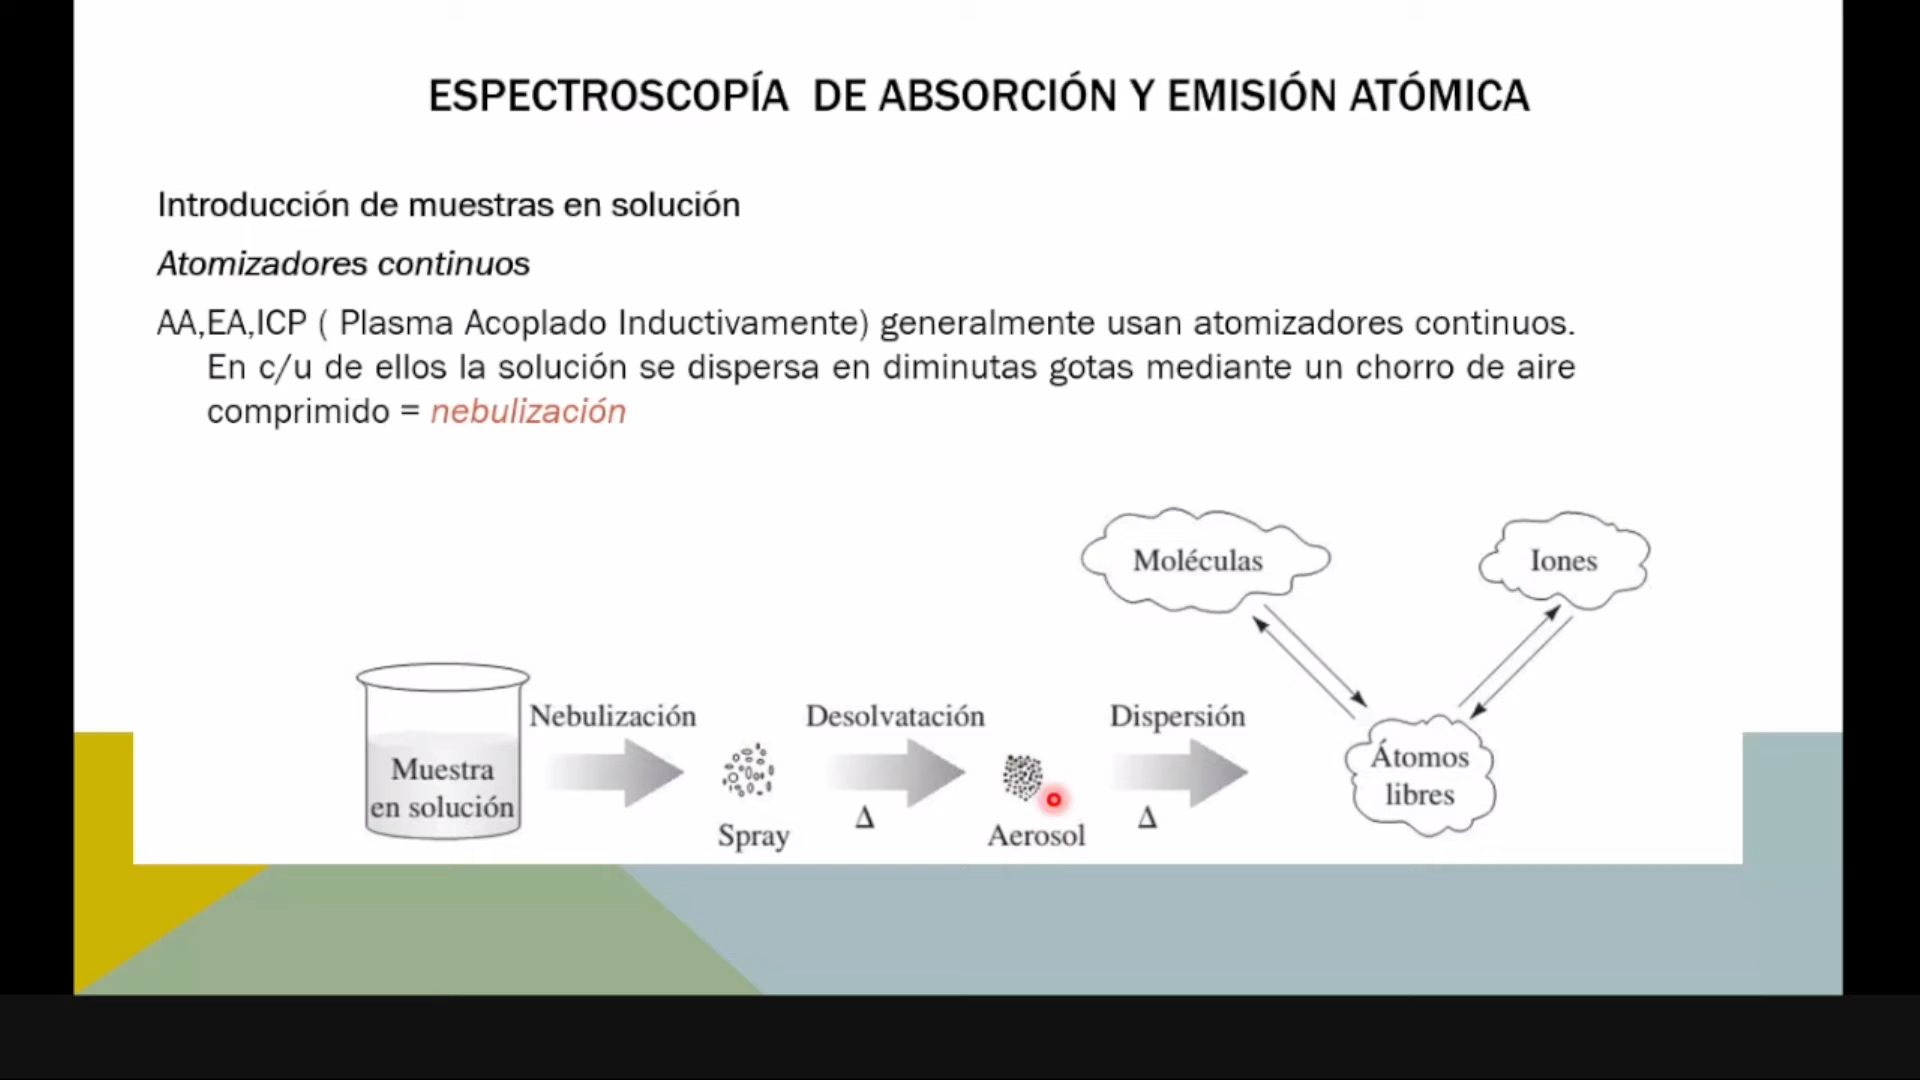 ESPECTROSCOPÍA DE ABSORCIÓN Y EMISIÓN ATÓMICA
Introducción de muestras en solución
Atomizadores continuos
AA,EA,ICP ( Plasma Acoplado Inductivamente) generalmente usan atomizadores continuos.
En c/u de ellos la solución se dispersa en diminutas gotas mediante un chorro de aire
comprimido = nebulización
Moléculas
Iones
Nebulización
Desolvatación
Dispersión
Muestra
en solución
Átomos
libres
Δ
Δ
Spray
Aerosol